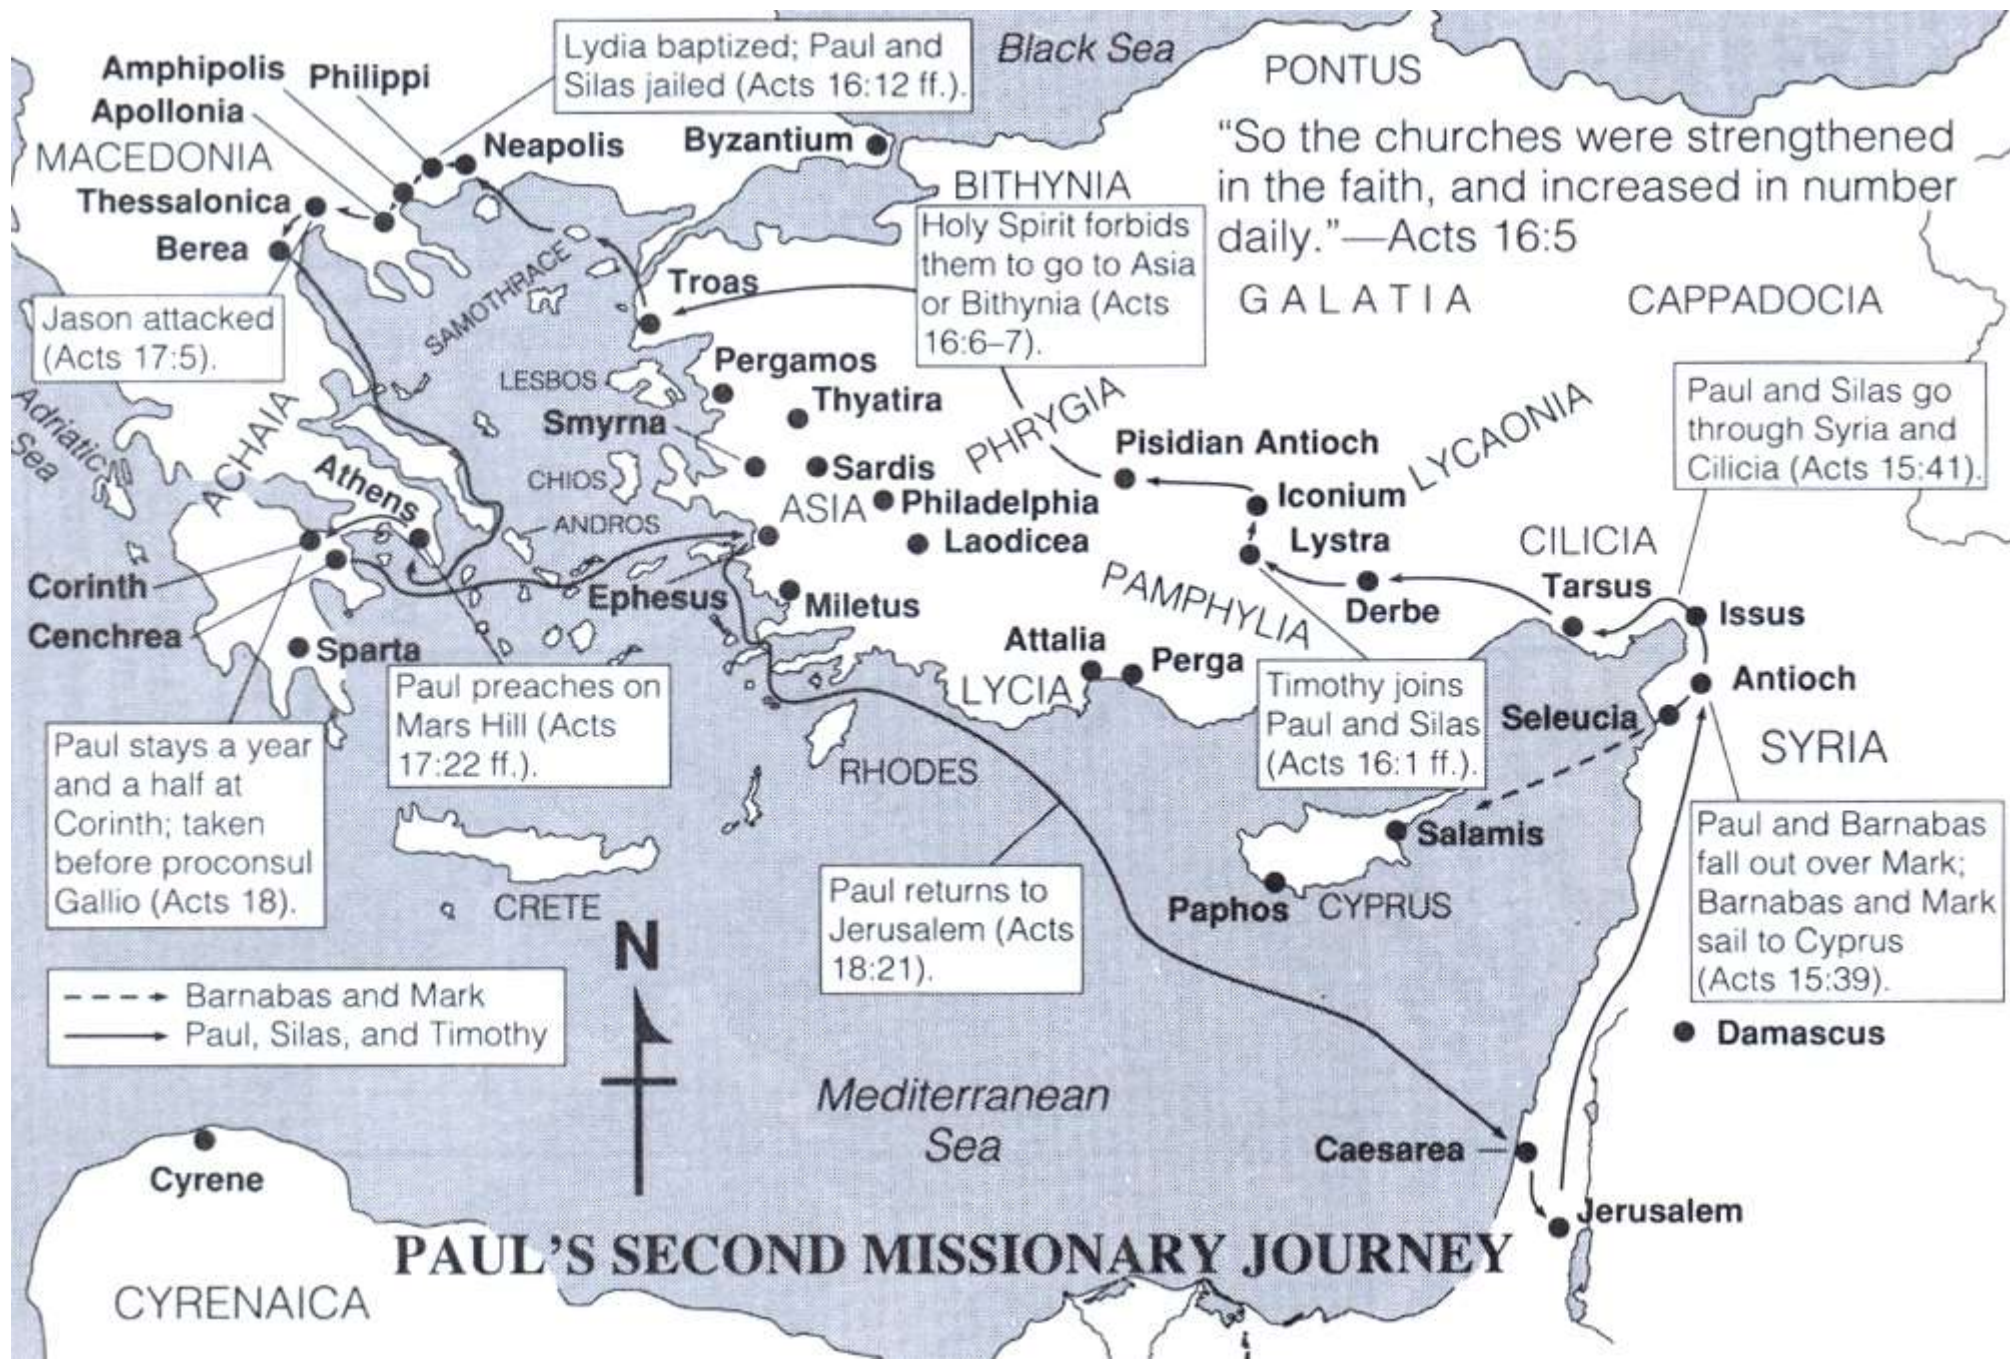 Black Sea
PONTUS
Lydia baptized; Paul and
Silas jailed (Acts 16:12 ff.).
Amphipolis
Philippi
Apollonia
Neapolis
Byzantium
MACEDONIA
BITHYNIA
“So the churches were strengthened
in the faith, and increased in number
daily.”—Acts 16:5
Thessalonica
Berea
Holy Spirit forbids
them to go to Asia
or Bithynia (Acts
16:6–7).
Troas
GALATIA
CAPPADOCIA
SAMOTHRACE
Jason attacked
(Acts 17:5).
Pergamos
LESBOS
Thyatira
Smyrna
PHRYGIA
LYCAONIA
Paul and Silas go
through Syria and
Cilicia (Acts 15:41).
Adriatic
Sea
ACHAIA
Athens
Pisidian Antioch
Sardis
CHIOS
ASIA
Philadelphia
Iconium
ANDROS
Laodicea
Lystra
CILICIA
Tarsus
Corinth
Ephesus
PAMPHYLIA
Derbe
Issus
Cenchrea
Miletus
Sparta
Attalia
Perga
LYCIA
Antioch
Seleucia
SYRIA
Paul preaches on
Mars Hill (Acts
17:22 ff.).
Timothy joins
Paul and Silas
(Acts 16:1 ff.).
Paul stays a year
and a half at
Corinth; taken
before proconsul
Gallio (Acts 18).
RHODES
Salamis
Paphos
CYPRUS
CRETE
Paul returns to
Jerusalem (Acts
18:21).
Paul and Barnabas
fall out over Mark;
Barnabas and Mark
sail to Cyprus
(Acts 15:39).
N
Barnabas and Mark
Paul, Silas, and Timothy
Damascus
Mediterranean
Sea
Caesarea
Cyrene
Jerusalem
PAUL’S SECOND MISSIONARY JOURNEY
CYRENAICA